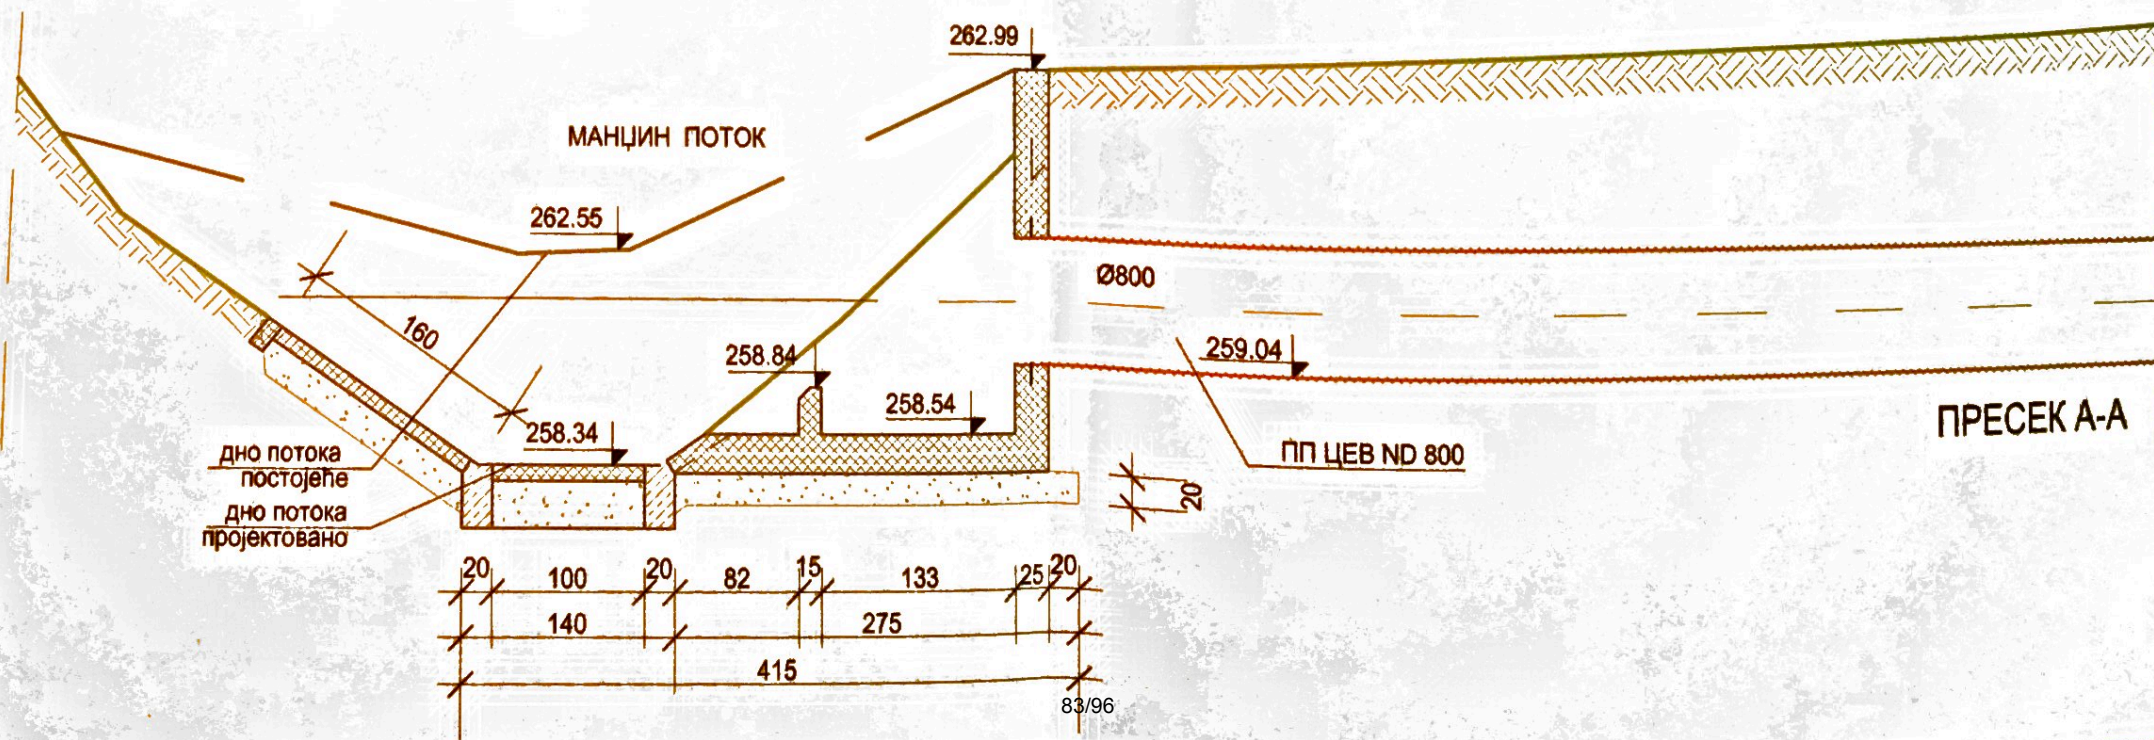 262.99
МАНЏИН ПОТОК
262.55
Ø800
160
258.84
259.04
258.54
258.34
ПРЕСЕК А-А
ПП ЦЕВ ND 800
дно потока
постојеће
дно потока
пројектовано
20
20 100 20 82 15 133 25 20
140 275
415
83/96